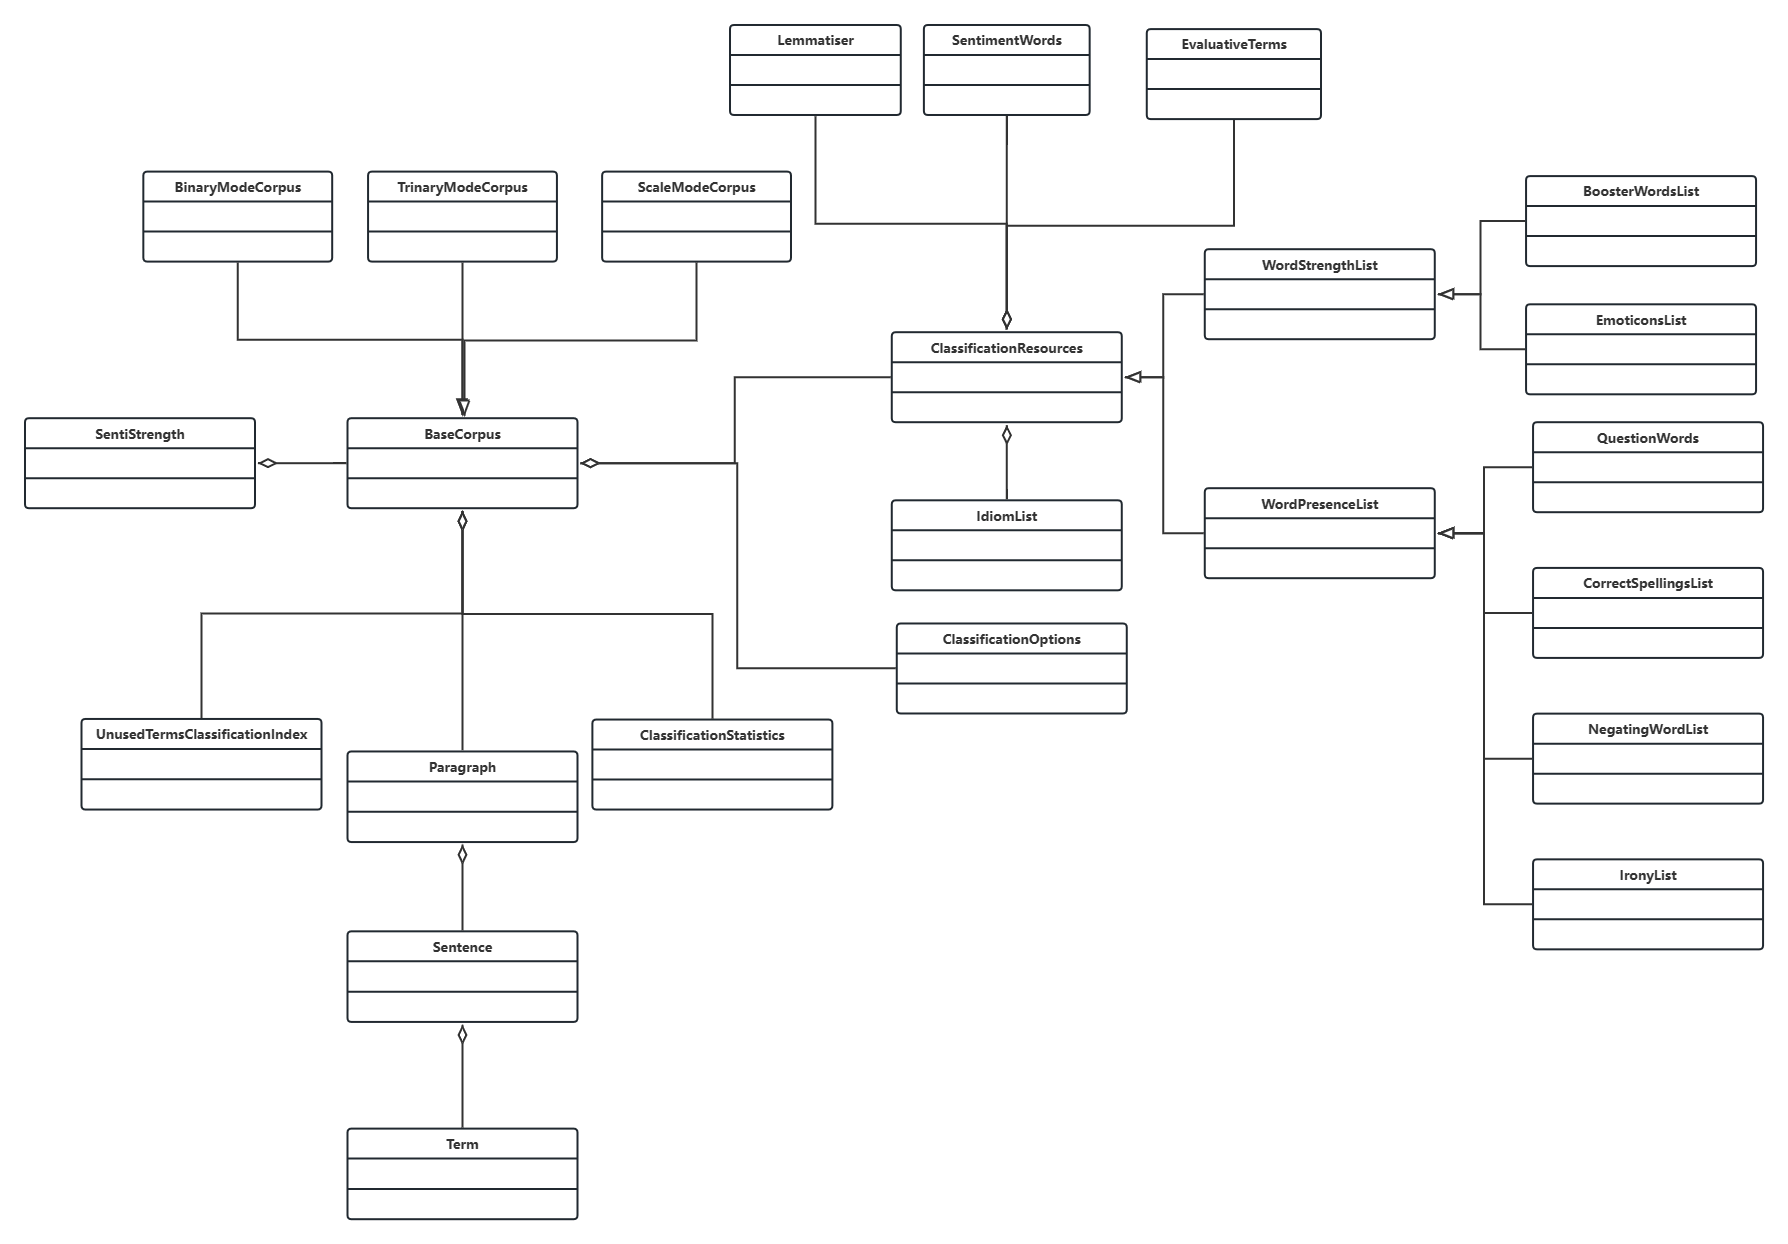 Lemmatiser
SentimentWords
EvaluativeTerms
BinaryModeCorpus
TrinaryModeCorpus
ScaleModeCorpus
BoosterWordsList
WordStrengthList
EmoticonsList
ClassificationResources
SentiStrength
BaseCorpus
QuestionWords
IdiomList
WordPresenceList
CorrectSpellingsList
ClassificationOptions
UnusedTermsClassificationIndex
Paragraph
ClassificationStatistics
NegatingWordList
IronyList
Sentence
Term